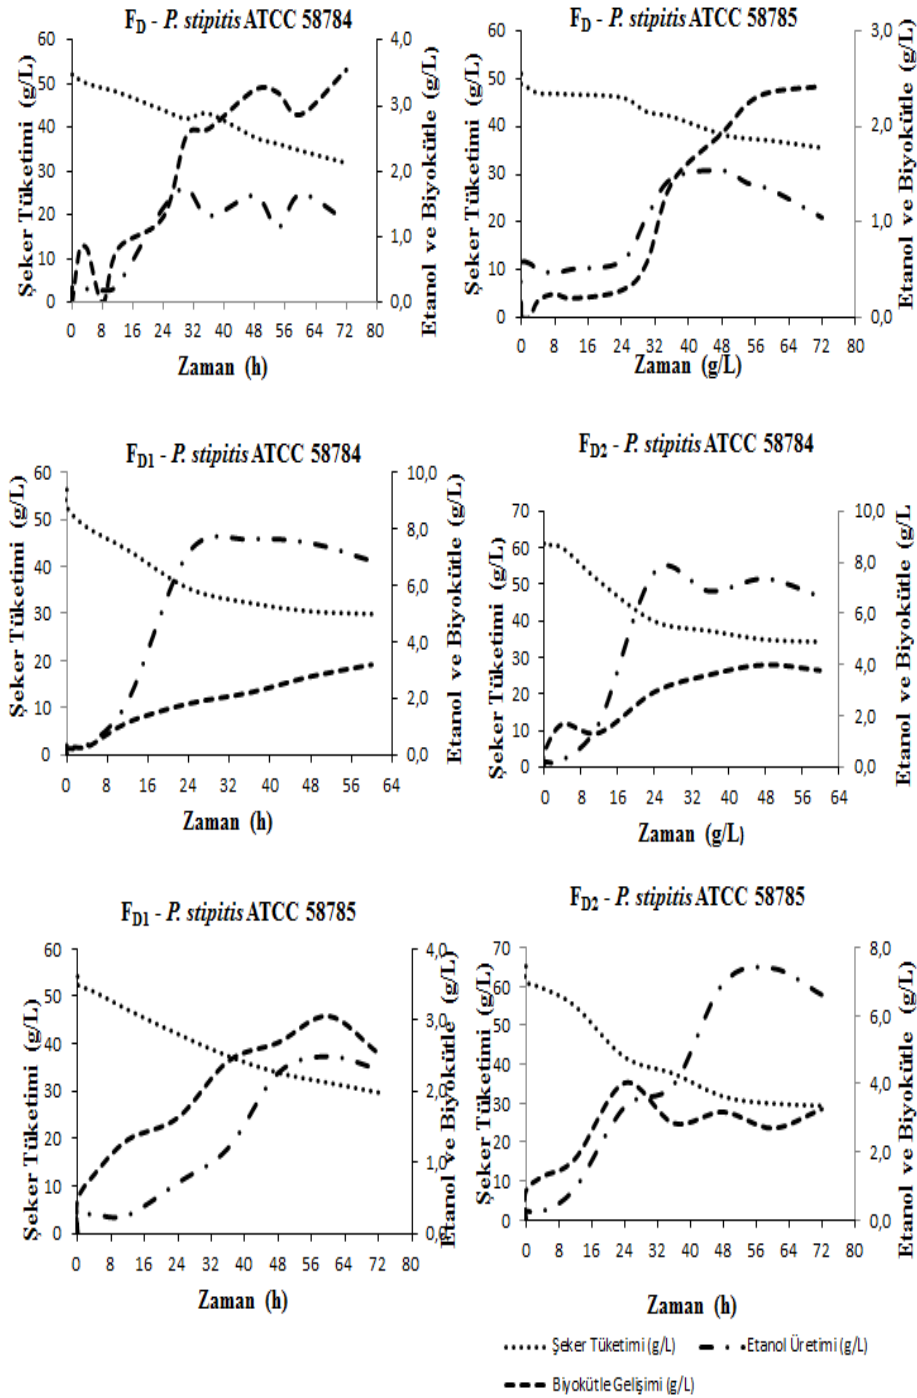 F_D - P. stipitis ATCC 58784
Şeker Tüketimi (g/L)
60
50
40
30
20
10
0
4,0
3,0
2,0
1,0
0,0
Etanol ve Biyokütle (g/L)
0 8 16 24 32 40 48 56 64 72 80
Zaman (h)
F_D - P. stipitis ATCC 58785
Şeker Tüketimi (g/L)
60
50
40
30
20
10
0
3,0
2,0
1,0
0,0
Etanol ve Biyokütle (g/L)
0 8 16 24 32 40 48 56 64 72 80
Zaman (g/L)
F_D1 - P. stipitis ATCC 58784
Şeker Tüketimi (g/L)
60
50
40
30
20
10
0
10,0
8,0
6,0
4,0
2,0
0,0
Etanol ve Biyokütle (g/L)
0 8 16 24 32 40 48 56 64
Zaman (h)
F_D2 - P. stipitis ATCC 58784
Şeker Tüketimi (g/L)
70
60
50
40
30
20
10
0
10,0
8,0
6,0
4,0
2,0
0,0
Etanol ve Biyokütle (g/L
0 8 16 24 32 40 48 56 64
Zaman (g/L)
F_D1 - P. stipitis ATCC 58785
Şeker Tüketimi (g/L)
60
50
40
30
20
10
0
4,0
3,0
2,0
1,0
0,0
Etanol ve Biyokütle (g/L)
0 8 16 24 32 40 48 56 64 72 80
Zaman (h)
F_D2 - P. stipitis ATCC 58785
Şeker Tüketimi (g/L)
70
60
50
40
30
20
10
0
8,0
6,0
4,0
2,0
0,0
Etanol ve Biyokütle (g/L)
0 8 16 24 32 40 48 56 64 72 80
Zaman (h)
Şeker Tüketimi (g/L) Etanol Üretimi (g/L)
Biyokütle Gelişimi (g/L)